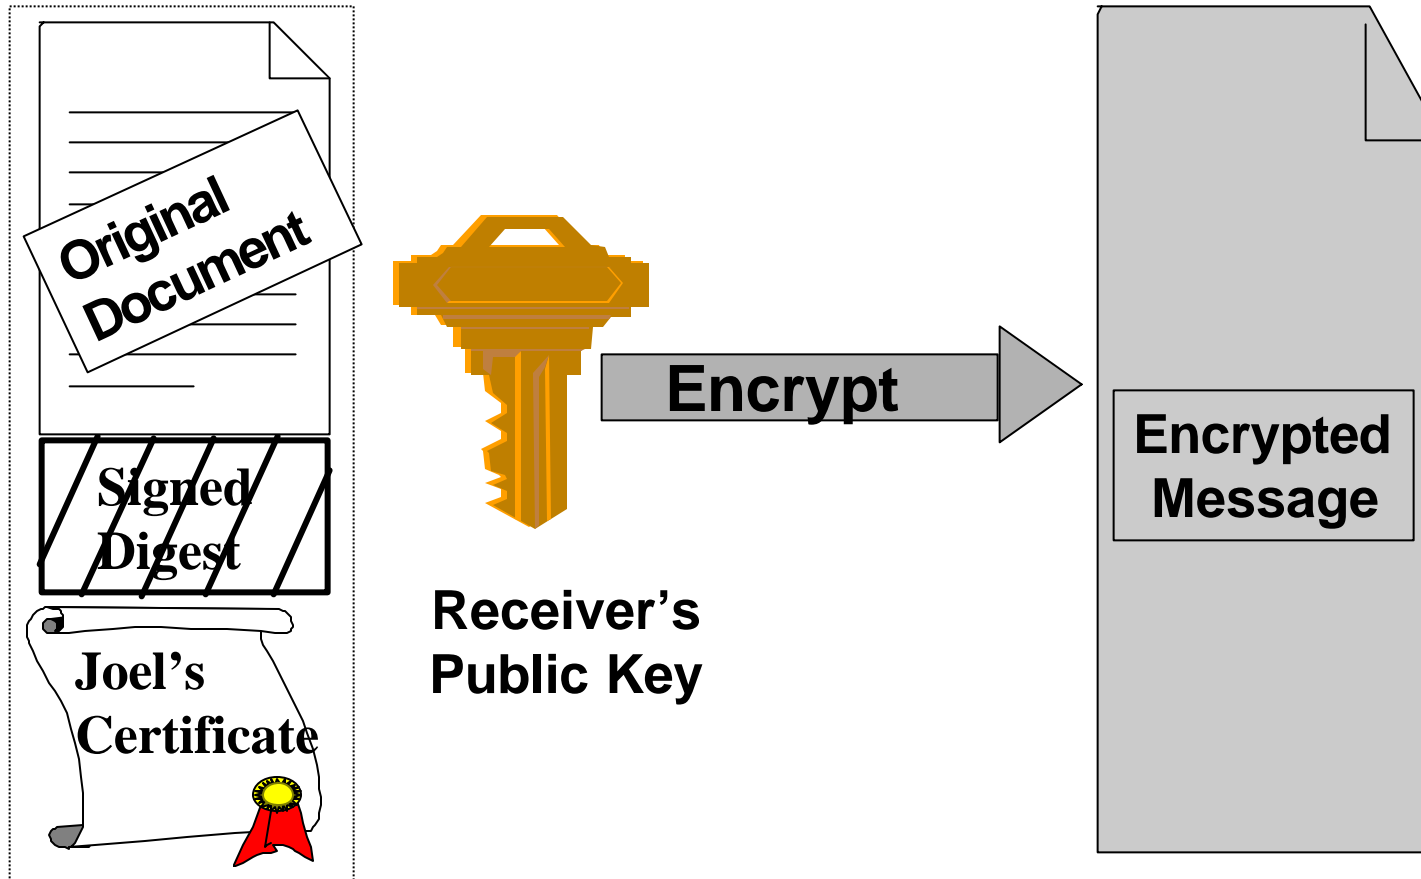 Original
Document
Signed
Digest
Joel's
Certificate
Receiver's
Public Key
Encrypt
Encrypted
Message